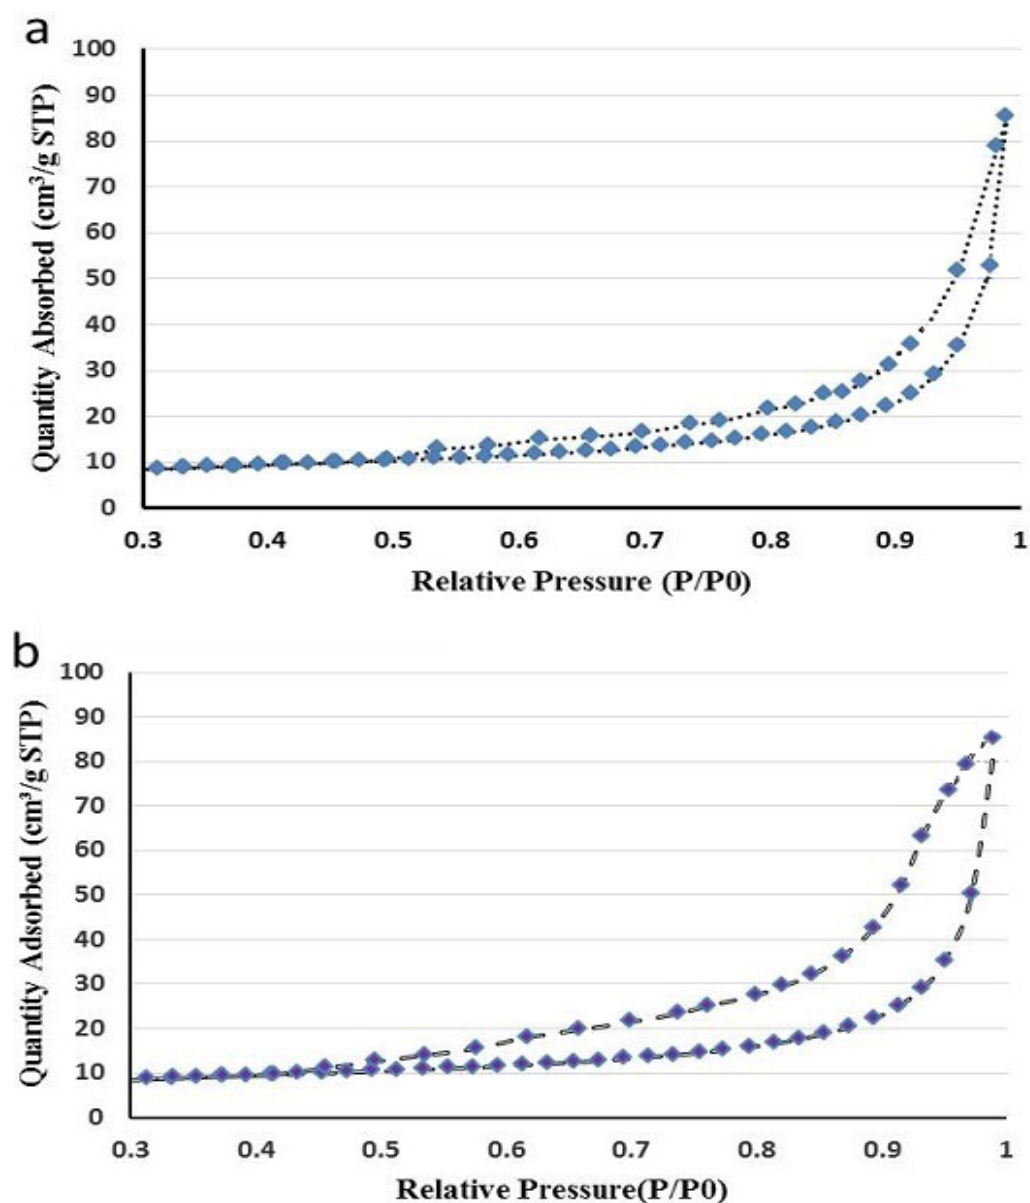 a
Quantity Absorbed (cm³/g STP)
100
90
80
70
60
50
40
30
20
10
0
0.3 0.4 0.5 0.6 0.7 0.8 0.9 1
Relative Pressure (P/P0)
b
Quantity Adsorbed (cm³/g STP)
100
90
80
70
60
50
40
30
20
10
0
0.3 0.4 0.5 0.6 0.7 0.8 0.9 1
Relative Pressure(P/P0)